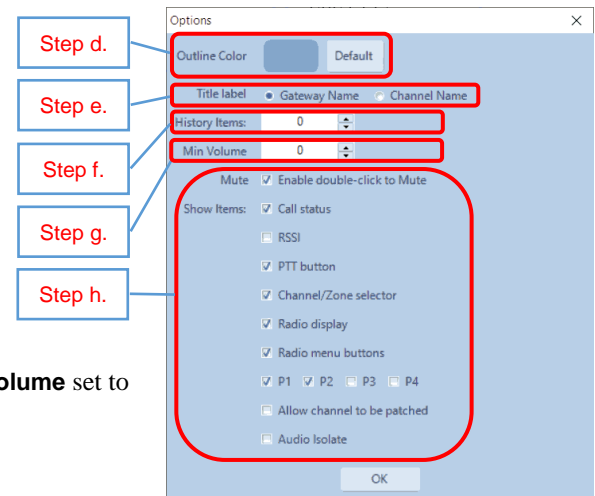 Options
Step d.
Outline Color Default
Step e.
Title label Gateway Name Channel Name
History Items: 0
Step f.
Min Volume 0
Mute Enable double-click to Mute
Step g.
Show Items: Call status
RSSI
PTT button
Step h.
Channel/Zone selector
Radio display
Radio menu buttons
olume set to
P1 P2 P3 P4
Allow channel to be patched
Audio Isolate
OK